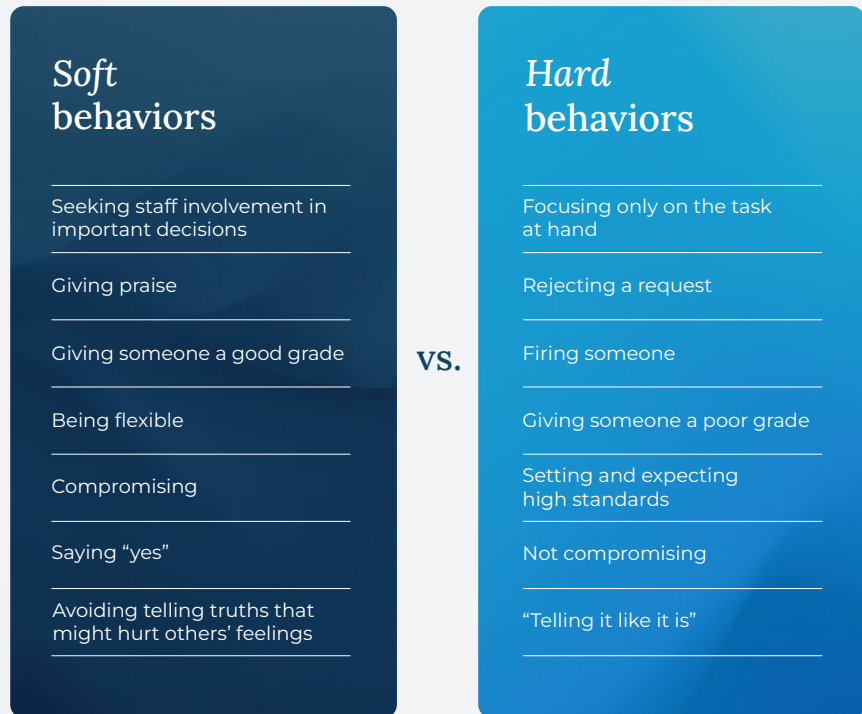 Soft
behaviors
Seeking staff involvement in
important decisions
Giving praise
Giving someone a good grade
Being flexible
Compromising
Saying “yes”
Avoiding telling truths that
might hurt others’ feelings
vs.
Hard
behaviors
Focusing only on the task
at hand
Rejecting a request
Firing someone
Giving someone a poor grade
Setting and expecting
high standards
Not compromising
“Telling it like it is”